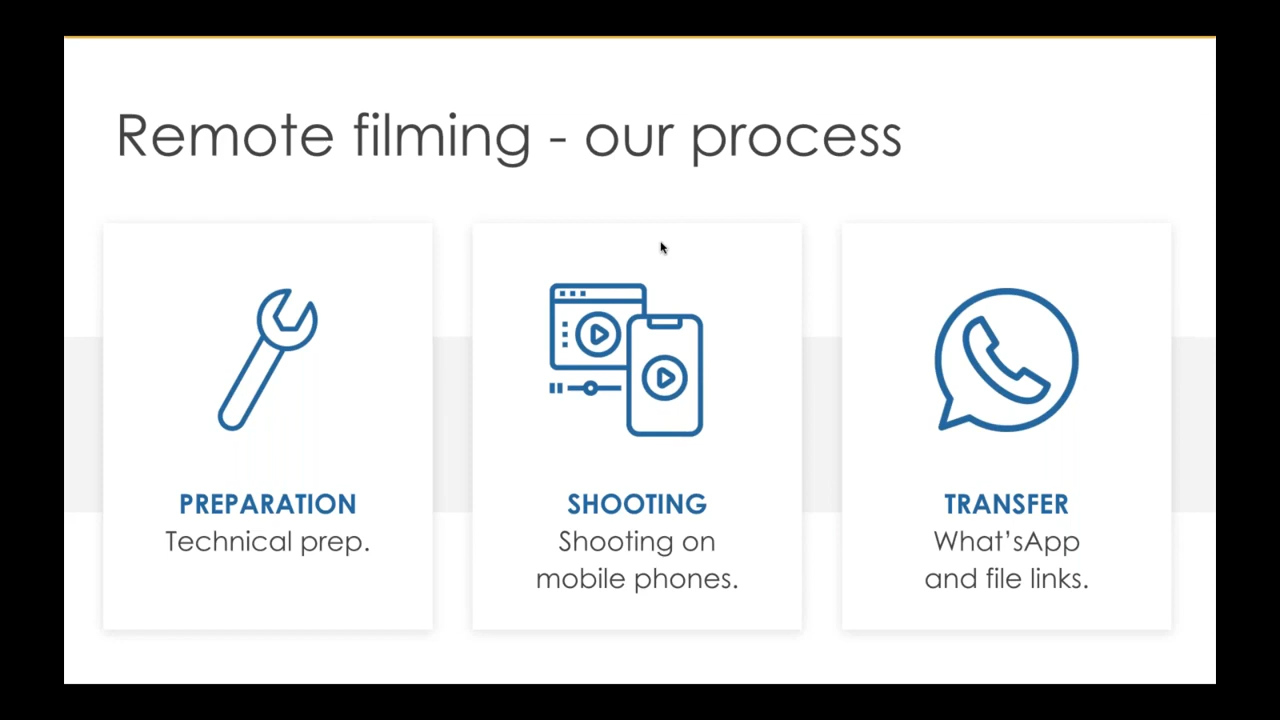 Remote filming - our process
PREPARATION
Technical prep.
SHOOTING
Shooting on
mobile phones.
TRANSFER
What’sApp
and file links.